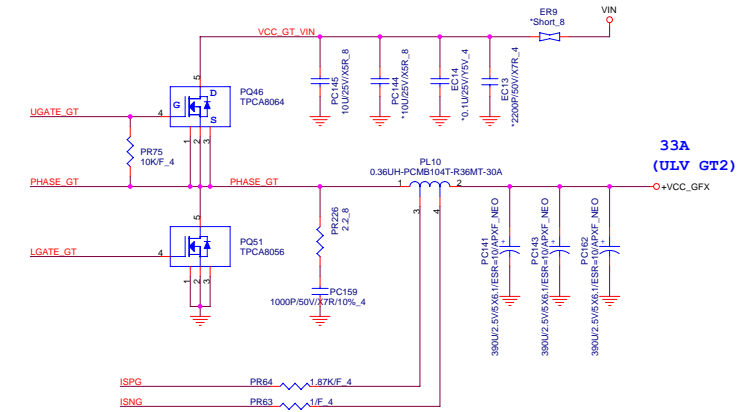 ER9
*Short_8
VIN
VCC_GT_VIN
PC145
10U/25V/X5R_8
PC144
*10U/25V/X5R_8
EC14
*0.1U/25V/Y5V_4
EC13
*2200P/50V/X7R_4
5
D
G
S
PQ46
TPCA8064
UGATE_GT
4
1
2
3
PR75
10K/F_4
PHASE_GT
PHASE_GT
PL10
0.36UH-PCMB104T-R36MT-30A
1
2
3
4
33A
(ULV GT2)
+VCC_GFX
5
PQ51
TPCA8056
LGATE_GT
4
1
2
3
PR226
2.2_8
PC159
1000P/50V/X7R/10%_4
+
PC141
390U/2.5V/5X6.1/ESR=10/APXF_NEO
+
PC143
390U/2.5V/5X6.1/ESR=10/APXF_NEO
+
PC162
390U/2.5V/5X6.1/ESR=10/APXF_NEO
ISPG
PR64
1.87K/F_4
ISNG
PR63
1/F_4